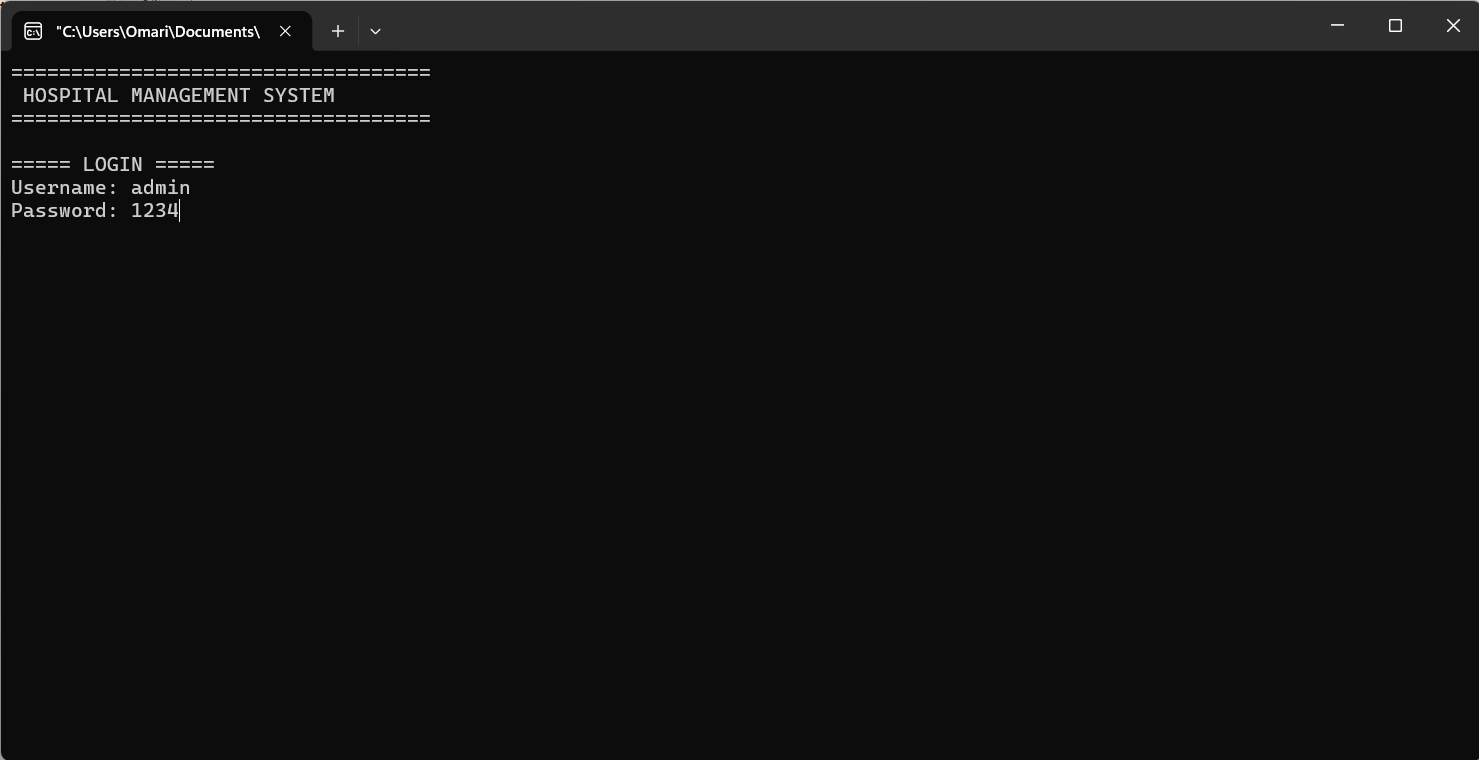 "C:\Users\Omari\Documents\
===================================
 HOSPITAL MANAGEMENT SYSTEM
===================================
===== LOGIN =====
Username: admin
Password: 1234